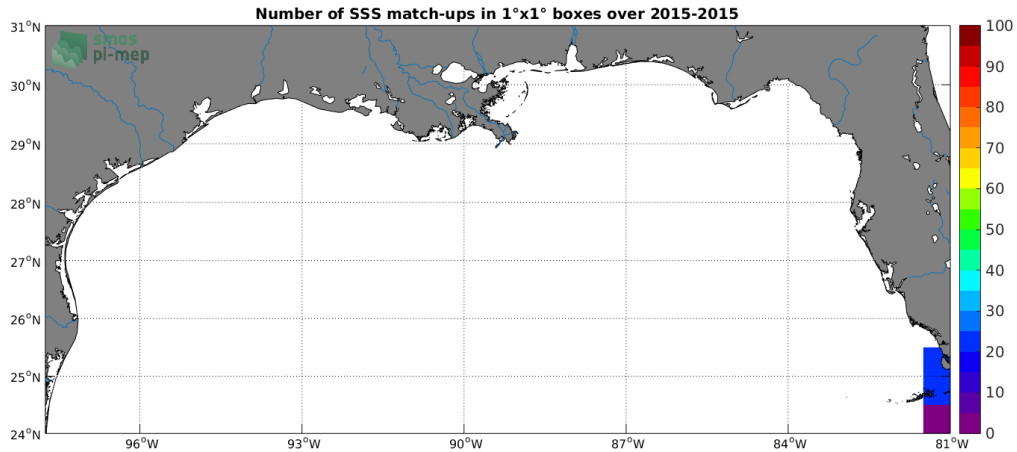 Number of SSS match-ups in 1°x1° boxes over 2015-2015
smos
pi-mep
31°N
30°N
29°N
28°N
27°N
26°N
25°N
24°N
96°W
93°W
90°W
87°W
84°W
81°W
100
90
80
70
60
50
40
30
20
10
0